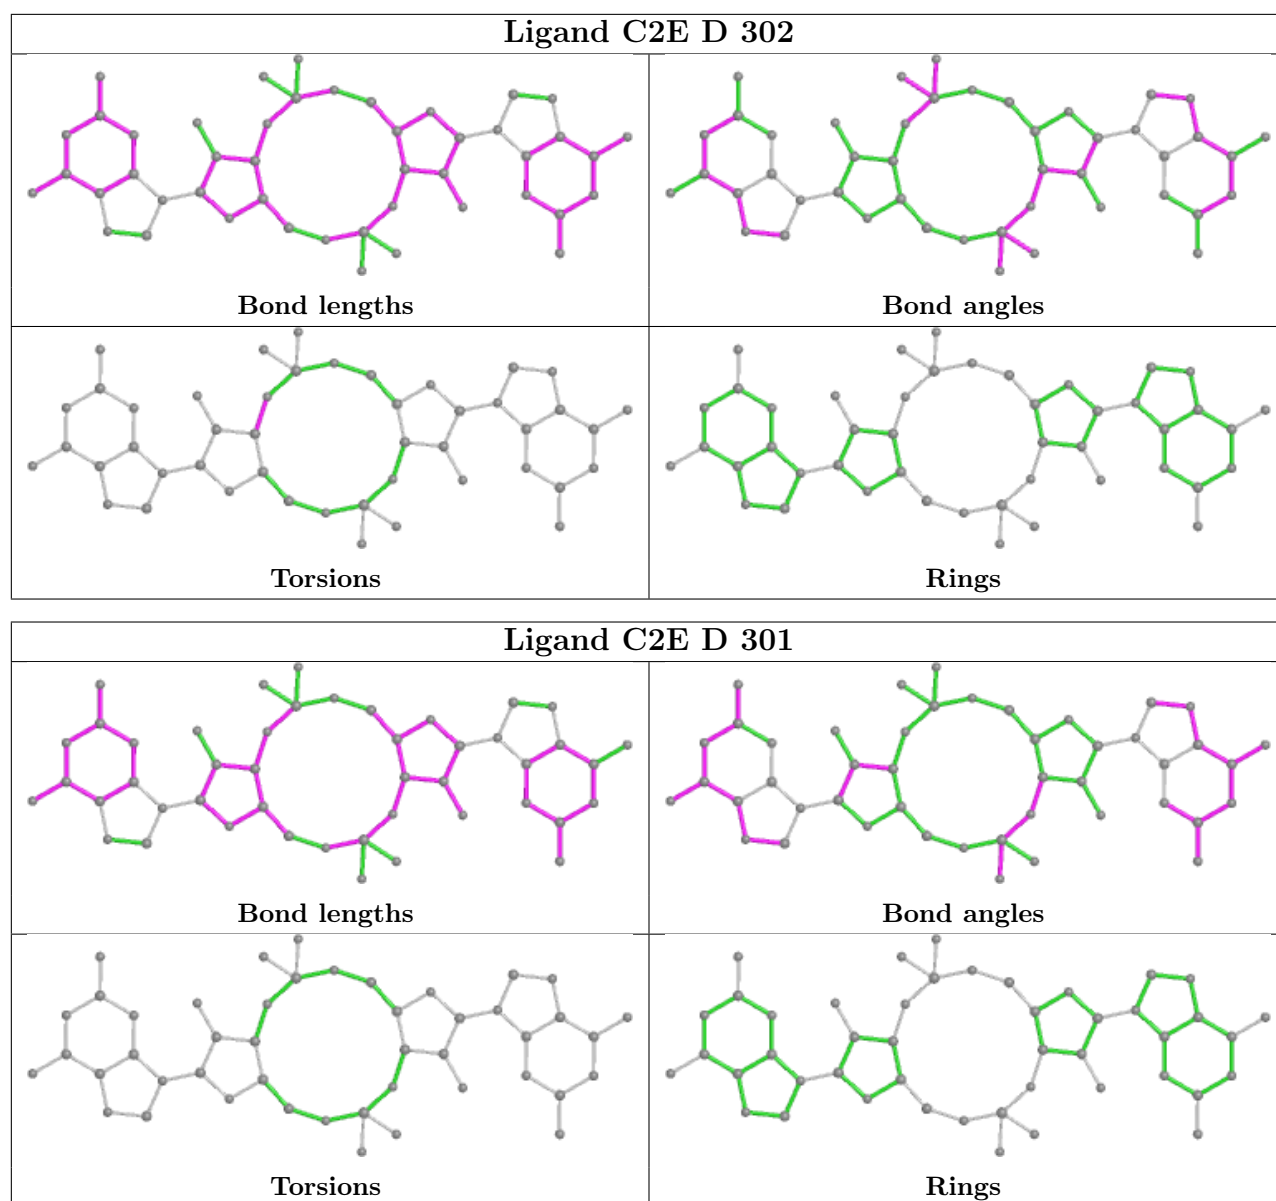 Ligand C2E D 302
Bond lengths
Bond angles
Torsions
Rings
Ligand C2E D 301
Bond lengths
Bond angles
Torsions
Rings